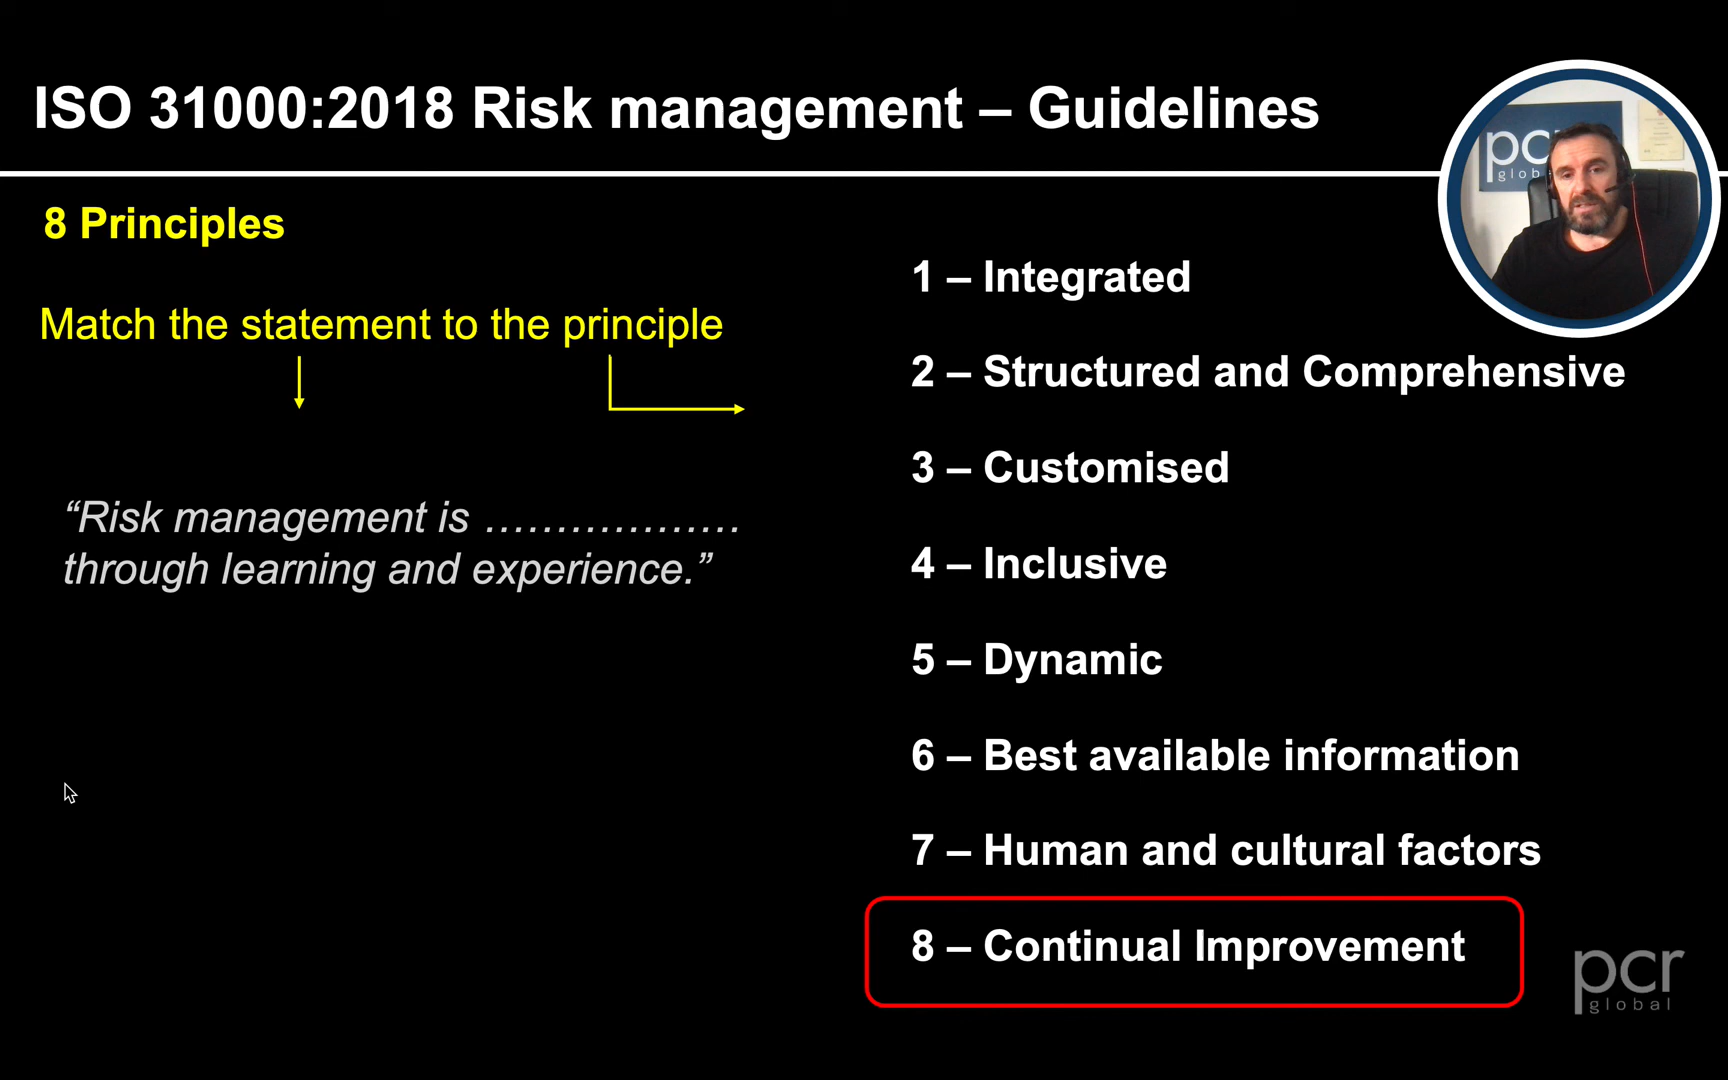 ISO 31000:2018 Risk management – Guidelines
pc
glob
8 Principles
Match the statement to the principle
“Risk management is ………………
through learning and experience.”
1 – Integrated
2 – Structured and Comprehensive
3 – Customised
4 – Inclusive
5 – Dynamic
6 – Best available information
7 – Human and cultural factors
8 – Continual Improvement
pcr
global